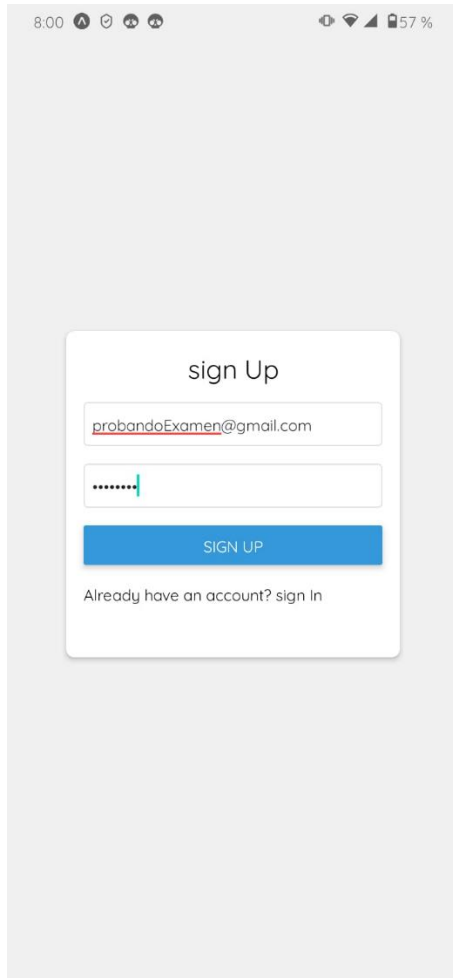 8:00 57 %
sign Up
probandoExamen@gmail.com
••••••••
SIGN UP
Already have an account? sign In